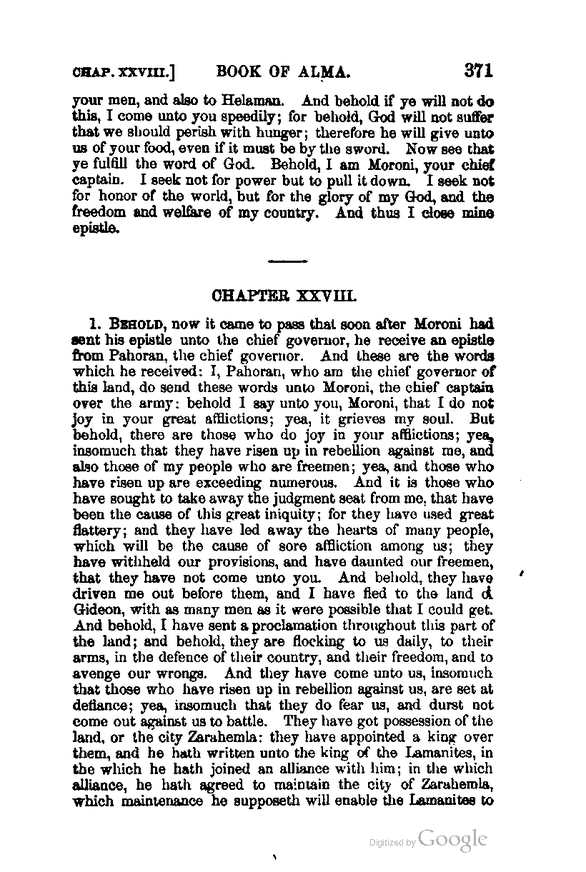 CHAP. XXVIII.] BOOK OF ALMA. 371
your men, and also to Helaman. And behold if ye will not do
this, I come unto you speedily; for behold, God will not suffer
that we should perish with hunger; therefore he will give unto
us of your food, even if it must be by the sword. Now see that
ye fulfill the word of God. Behold, I am Moroni, your chief
captain. I seek not for power but to pull it down. I seek not
for honor of the world, but for the glory of my God, and the
freedom and welfare of my country. And thus I close mine
epistle.
CHAPTER XXVIII.
1. BEHOLD, now it came to pass that soon after Moroni had
sent his epistle unto the chief governor, he receive an epistle
from Pahoran, the chief governor. And these are the words
which he received: I, Pahoran, who am the chief governor of
this land, do send these words unto Moroni, the chief captain
over the army: behold I say unto you, Moroni, that I do not
joy in your great afflictions; yea, it grieves my soul. But
behold, there are those who do joy in your afflictions; yea,
insomuch that they have risen up in rebellion against me, and
also those of my people who are freemen; yea, and those who
have risen up are exceeding numerous. And it is those who
have sought to take away the judgment seat from me, that have
been the cause of this great iniquity; for they have used great
flattery; and they have led away the hearts of many people,
which will be the cause of sore affliction among us; they
have withheld our provisions, and have daunted our freemen,
that they have not come unto you. And behold, they have
driven me out before them, and I have fled to the land
Gideon, with as many men as it were possible that I could get.
And behold, I have sent a proclamation throughout this part of
the land; and behold, they are flocking to us daily, to their
arms, in the defence of their country, and their freedom, and to
avenge our wrongs. And they have come unto us, insomuch
that those who have risen up in rebellion against us, are set at
defiance; yea, insomuch that they do fear us, and durst not
come out against us to battle. They have got possession of the
land, or the city Zarahemla: they have appointed a king over
them, and he hath written unto the king of the Lamanites, in
the which he hath joined an alliance with him; in the which
alliance, he hath agreed to maintain the city of Zarahemla,
which maintenance he supposeth will enable the Lamanites to
Digitized by Google